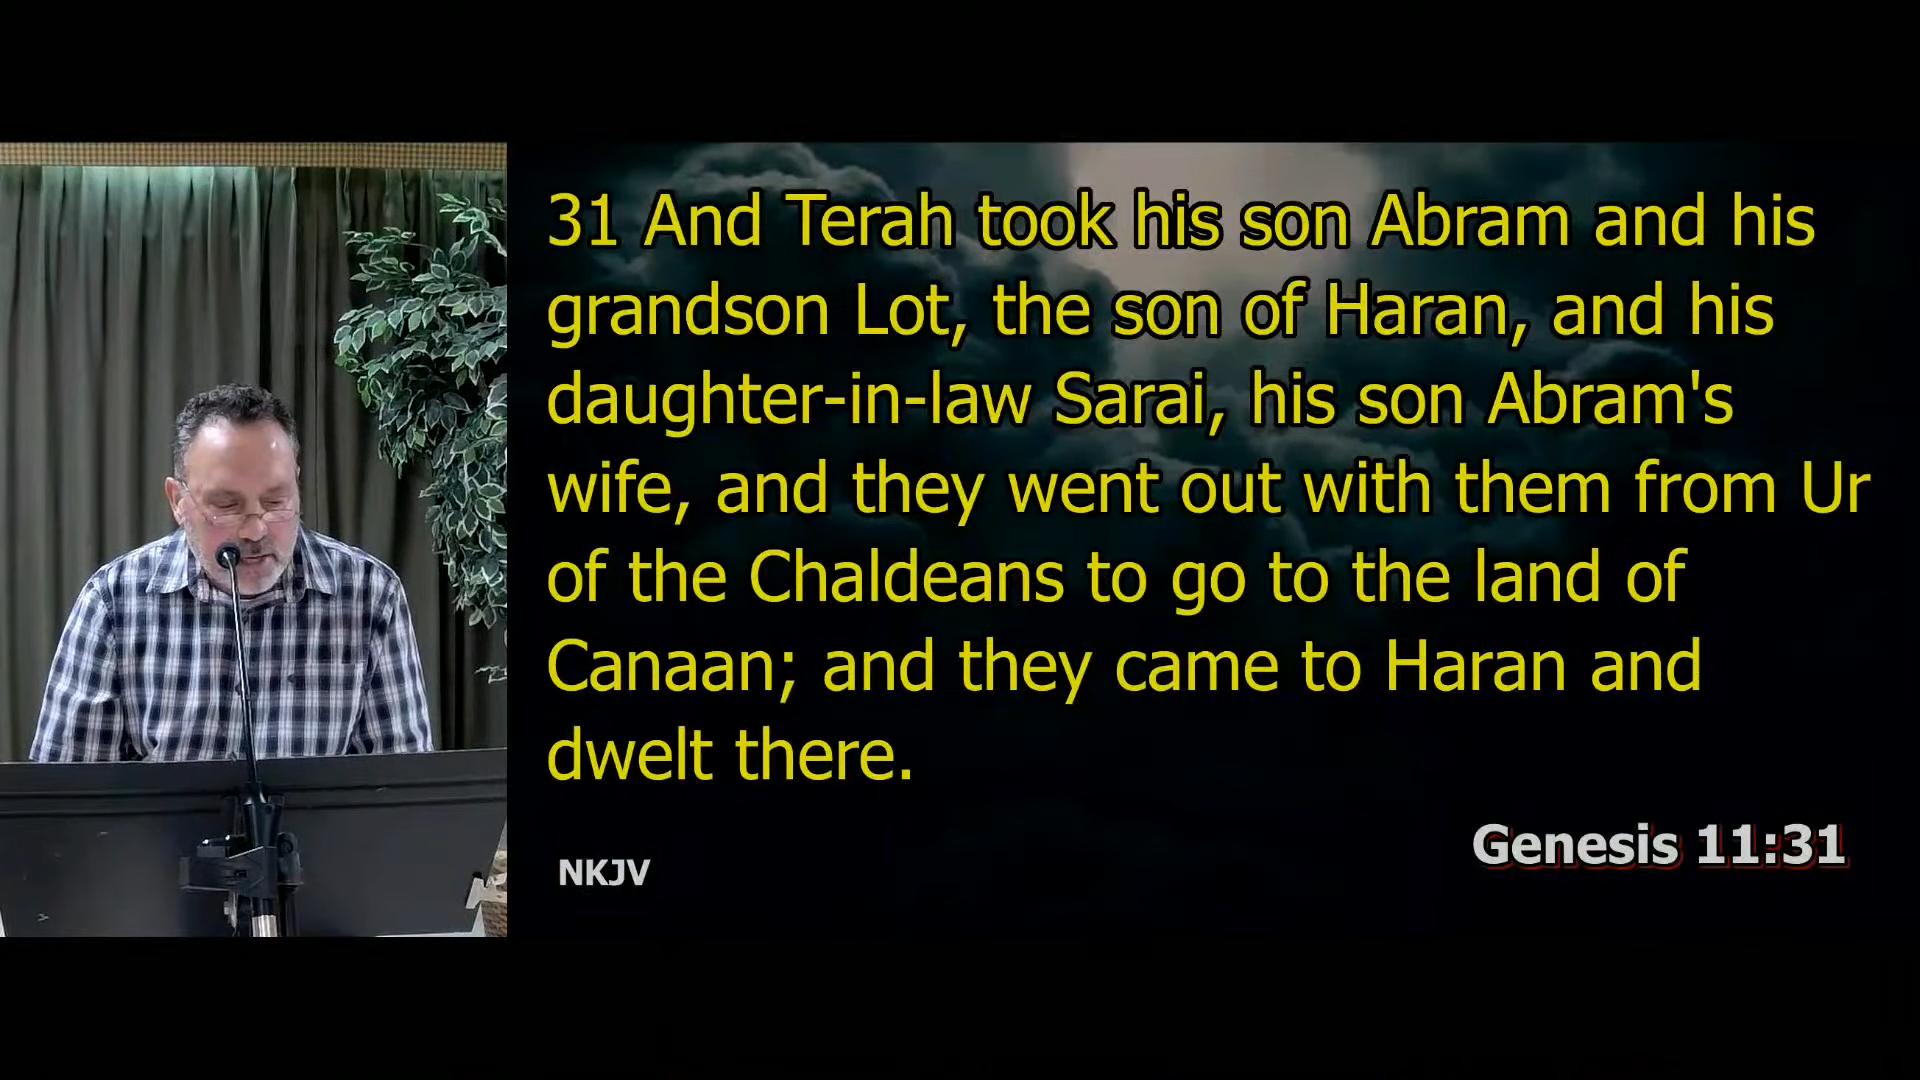 31 And Terah took his son Abram and his
grandson Lot, the son of Haran, and his
daughter-in-law Sarai, his son Abram's
wife, and they went out with them from Ur
of the Chaldeans to go to the land of
Canaan; and they came to Haran and
dwelt there.
Genesis 11:31
NKJV